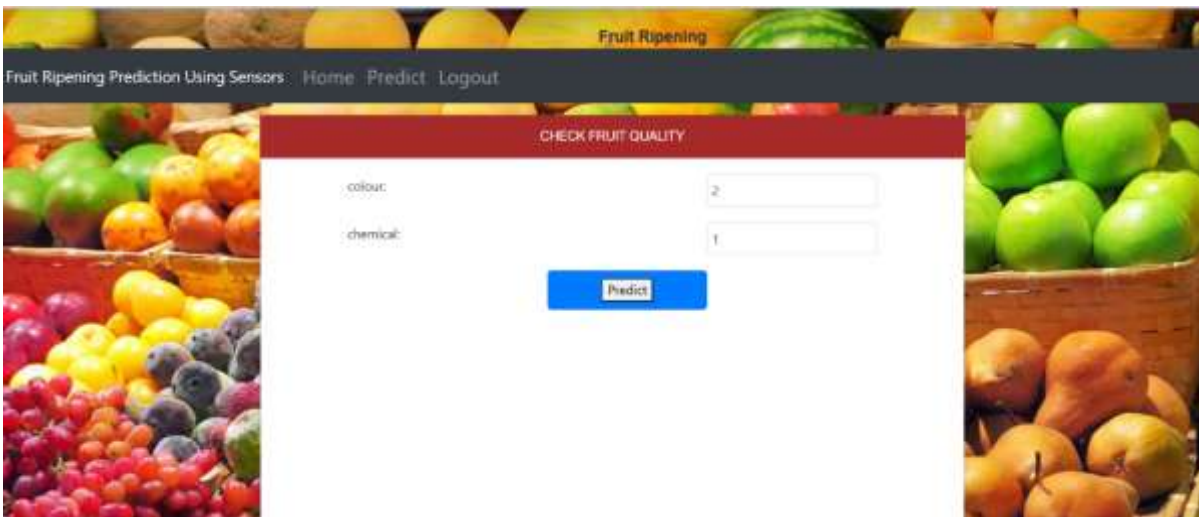 Fruit Ripening
Fruit Ripening Prediction Using Sensors Home Predict Logout
CHECK FRUIT QUALITY
colour: 2
chemical: 1
Predict